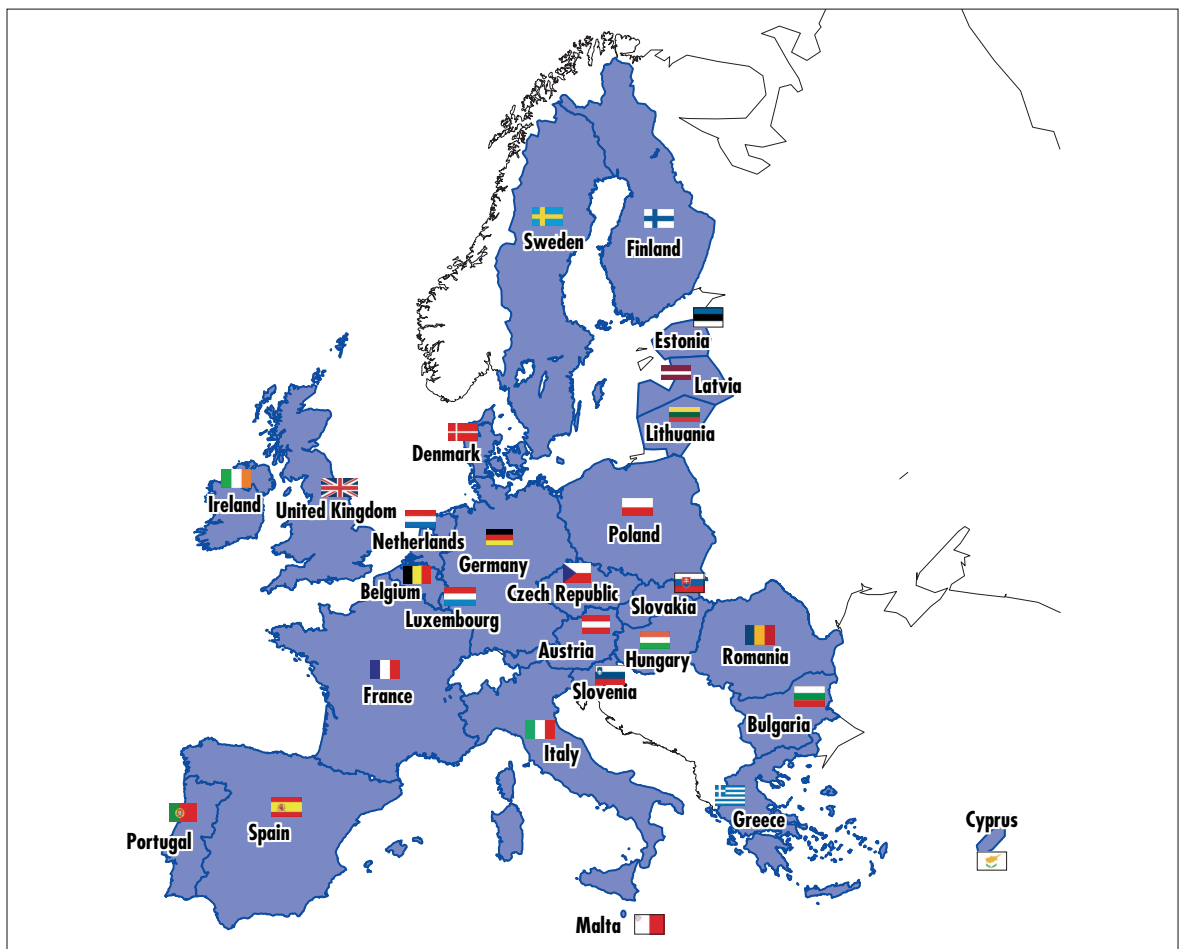 Sweden
Finland
Estonia
Latvia
Lithuania
Denmark
Ireland
United Kingdom
Netherlands
Germany
Poland
Belgium
Luxembourg
Czech Republic
Slovakia
Austria
Hungary
Romania
France
Slovenia
Bulgaria
Italy
Portugal
Spain
Greece
Cyprus
Malta